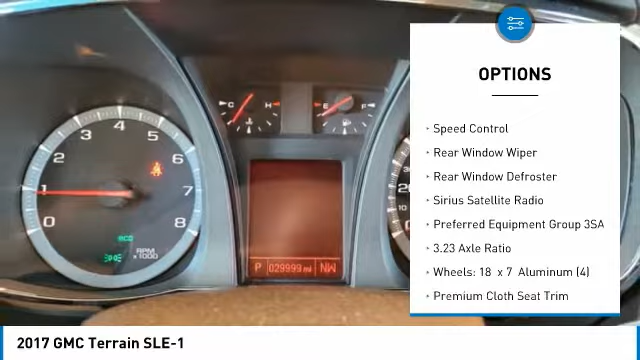 OPTIONS
Speed Control
Rear Window Wiper
Rear Window Defroster
Sirius Satellite Radio
Preferred Equipment Group 3SA
3.23 Axle Ratio
Wheels: 18 x 7 Aluminum (4)
Premium Cloth Seat Trim
0 1 2 3 4 5 6 7 8
ECO
RPM
x1000
C H
E F
P 029999 mi NW
2017 GMC Terrain SLE-1